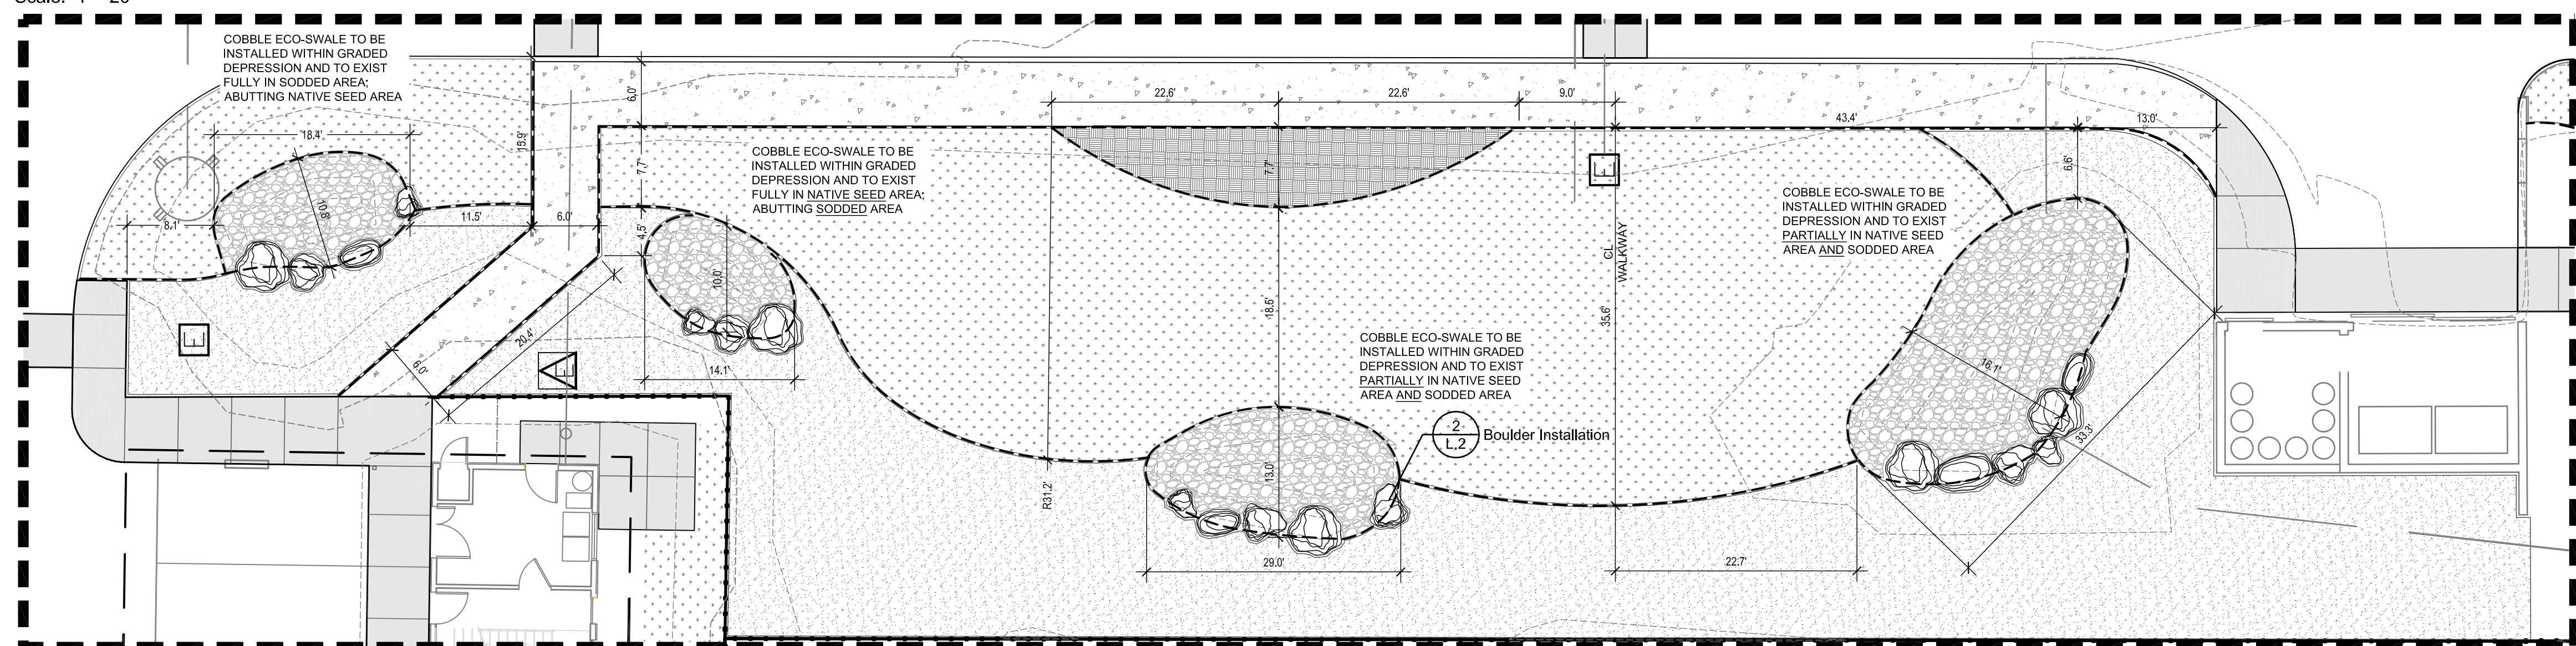 COBBLE ECO-SWALE TO BE
INSTALLED WITHIN GRADED
DEPRESSION AND TO EXIST
FULLY IN SODDED AREA;
ABUTTING NATIVE SEED AREA
18.4'
10.8'
8.1'
11.5'
15.9'
6.0'
6.0'
7.7'
4.5'
COBBLE ECO-SWALE TO BE
INSTALLED WITHIN GRADED
DEPRESSION AND TO EXIST
FULLY IN NATIVE SEED AREA;
ABUTTING SODDED AREA
10.0'
14.1'
20.4'
6.0'
E
E
22.6'
22.6'
9.0'
7.7'
18.5'
R31.2'
E
CL
WALKWAY
35.6'
43.4'
13.0'
6.6'
COBBLE ECO-SWALE TO BE
INSTALLED WITHIN GRADED
DEPRESSION AND TO EXIST
PARTIALLY IN NATIVE SEED
AREA AND SODDED AREA
COBBLE ECO-SWALE TO BE
INSTALLED WITHIN GRADED
DEPRESSION AND TO EXIST
PARTIALLY IN NATIVE SEED
AREA AND SODDED AREA
2
L.2
Boulder Installation
13.0'
29.0'
22.7'
16.1'
33.3'